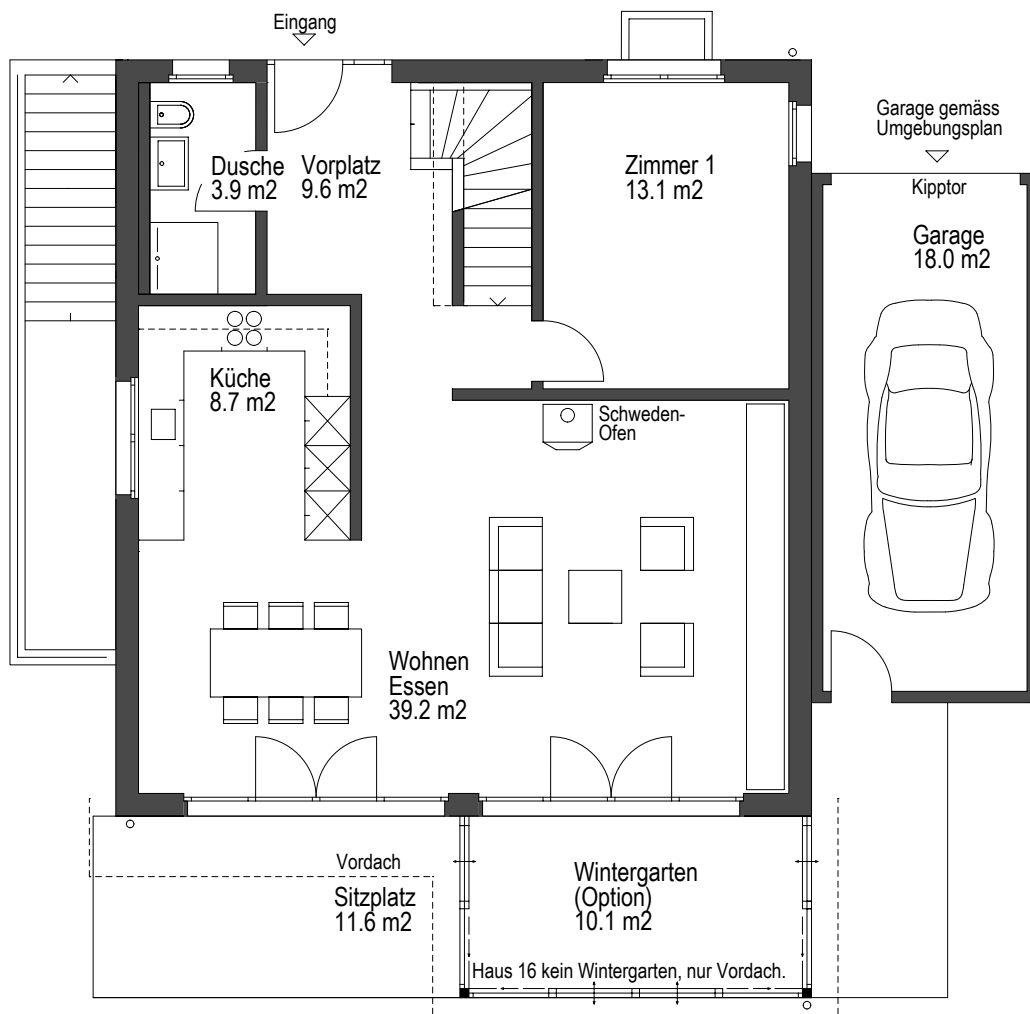 Eingang
Garage gemäss
Umgebungsplan
Dusche
3.9 m2
Vorplatz
9.6 m2
Zimmer 1
13.1 m2
Kipptor
Garage
18.0 m2
Küche
8.7 m2
Schweden-
Ofen
Wohnen
Essen
39.2 m2
Vordach
Sitzplatz
11.6 m2
Wintergarten
(Option)
10.1 m2
Haus 16 kein Wintergarten, nur Vordach.